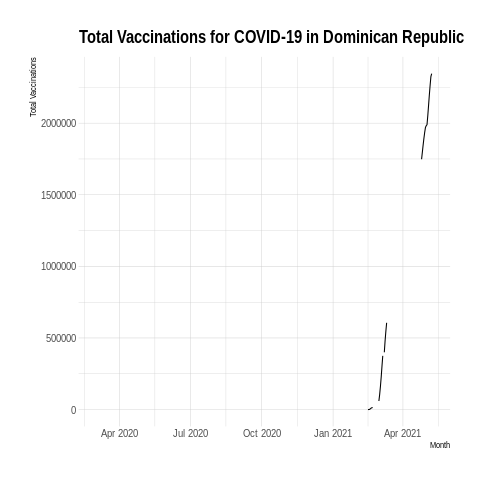 Total Vaccinations for COVID-19 in Dominican Republic
Total Vaccinations
2000000
1500000
1000000
500000
0
Apr 2020
Jul 2020
Oct 2020
Jan 2021
Apr 2021
Month